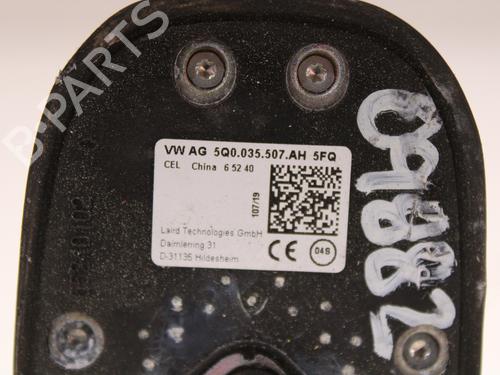 B-PARTS
VW AG 5Q0.035.507.AH 5FQ
CEL China 6 52 40
107/19
Laird Technologies GmbH
Daimlerring 31
D-31135 Hildesheim
CE
04S
C9882